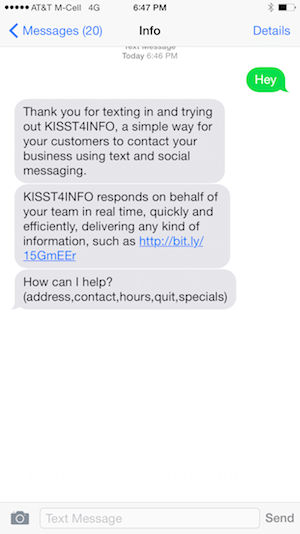 AT&T M-Cell 4G 6:47 PM
Messages (20) Info Details
Text Message
Today 6:46 PM
Hey
Thank you for texting in and trying
out KISST4INFO, a simple way for
your customers to contact your
business using text and social
messaging.
KISST4INFO responds on behalf of
your team in real time, quickly and
efficiently, delivering any kind of
information, such as http://bit.ly/
15GmEEr
How can I help?
(address,contact,hours,quit,specials)
Text Message Send